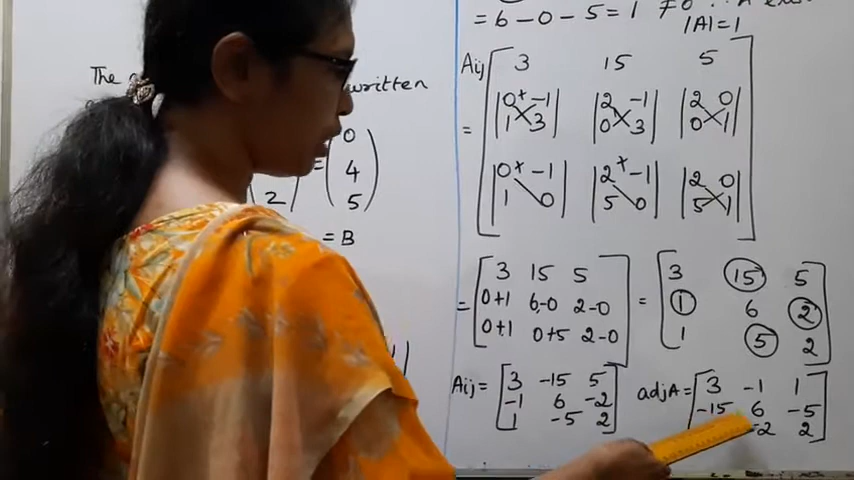 The
written
0
4
2 5
= B
= 6-0-5 = 1 ≠0 ∴ A
|A|=1
Aij 3 15 5
= |0 -1| |2 -1| |2 0|
|1 3| |0 3| |0 1|
|0 + -1| |2 + -1| |2 0|
|1 0| |5 0| |5 1|
= [3 15 5] = [3 15 5]
[0+1 6-0 2-0] [1 6 2]
[0+1 0+5 2-0] [1 5 2]
Aij = [3 -15 5] adjA = [3 -1 1]
[-1 6 -2] [-15 6 -5]
[1 -5 2] -2 2]